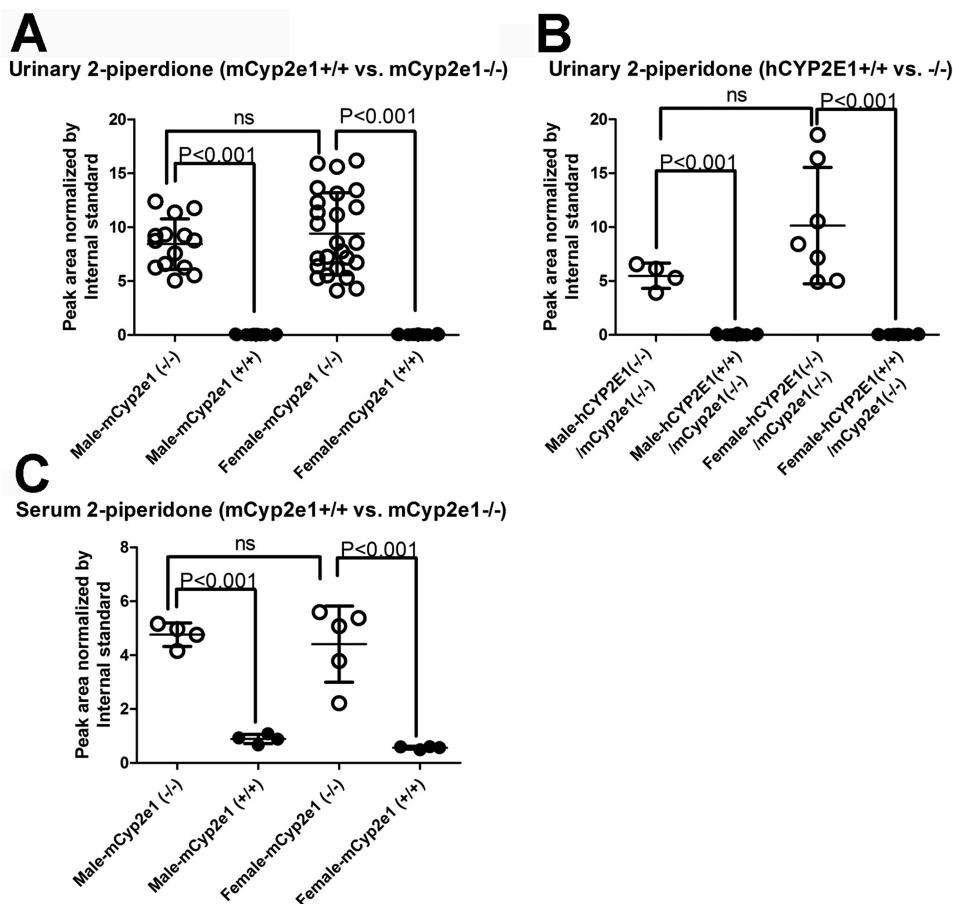 A
Urinary 2-piperdione (mCyp2e1+/+ vs. mCyp2e1-/-)
Peak area normalized by
Internal standard
20
15
10
5
0
ns
P<0.001
P<0.001
Male-mCyp2e1 (-/-)
Male-mCyp2e1 (+/+)
Female-mCyp2e1 (-/-)
Female-mCyp2e1 (+/+)
B
Urinary 2-piperidone (hCYP2E1+/+ vs. -/-)
Peak area normalized by
Internal standard
20
15
10
5
0
ns
P<0.001
P<0.001
Male-hCYP2E1(-/-)
/mCyp2e1(-/-)
Male-hCYP2E1(+/+)
/mCyp2e1(-/-)
Female-hCYP2E1(-/-)
/mCyp2e1(-/-)
Female-hCYP2E1(+/+)
/mCyp2e1(-/-)
C
Serum 2-piperidone (mCyp2e1+/+ vs. mCyp2e1-/-)
Peak area normalized by
Internal standard
8
6
4
2
0
ns
P<0.001
P<0.001
Male-mCyp2e1 (-/-)
Male-mCyp2e1 (+/+)
Female-mCyp2e1 (-/-)
Female-mCyp2e1 (+/+)